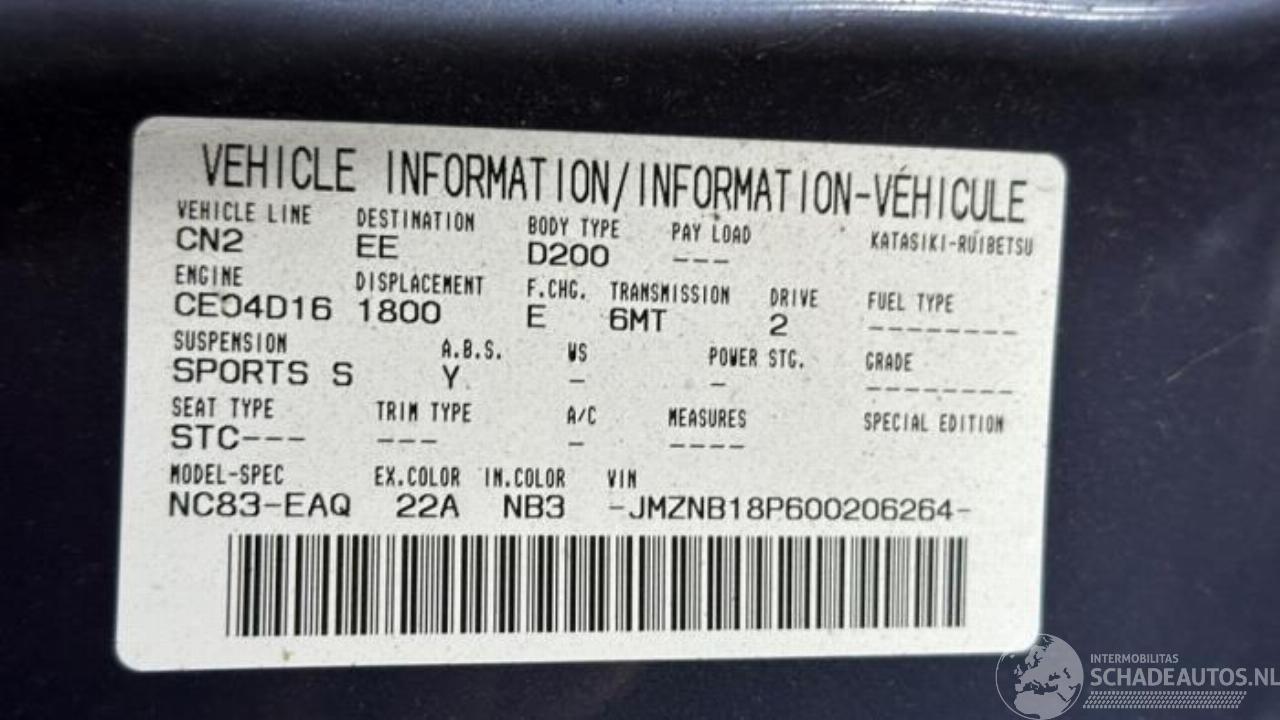 VEHICLE INFORMATION/INFORMATION-VÉHICULE
VEHICLE LINE DESTINATION BODY TYPE PAY LOAD KATASIKI-RUIBETSU
CN2 EE D200 ---
ENGINE DISPLACEMENT F.CHG. TRANSMISSION DRIVE FUEL TYPE
CE04D16 1800 E 6MT 2 ---------
SUSPENSION A.B.S. WS POWER STG. GRADE
SPORTS S Y - - ---------
SEAT TYPE TRIM TYPE A/C MEASURES SPECIAL EDITION
STC--- --- - ----
MODEL-SPEC EX.COLOR IN.COLOR VIN
NC83-EAQ 22A NB3 -JMZNB18P600206264-
INTERMOBILITAS
SCHADEAUTOS.NL